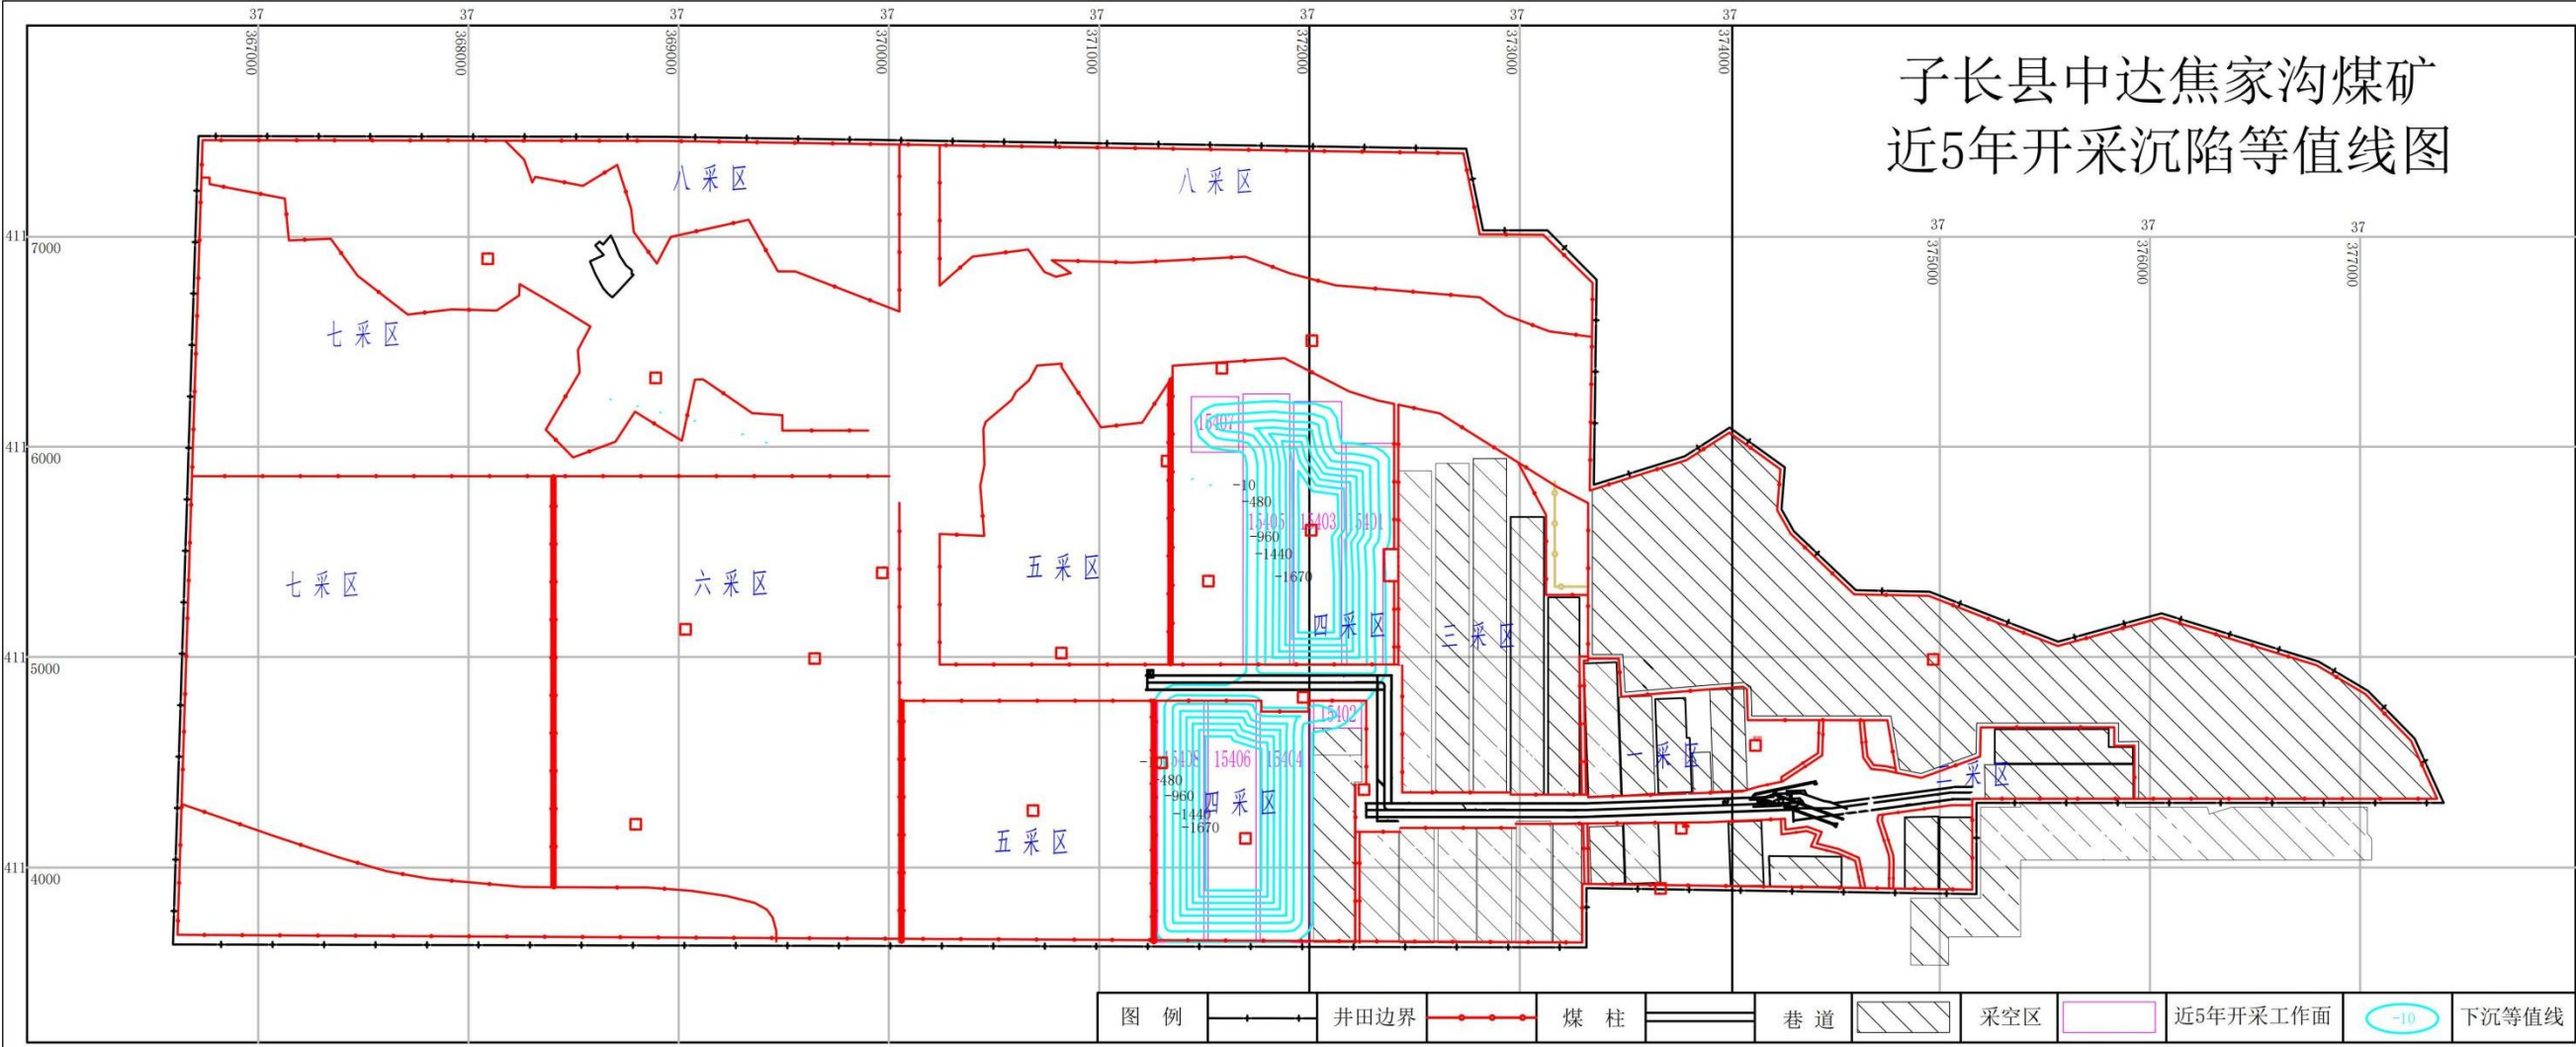 37 37 37 37 37 37 37 37
367000 368000 369000 370000 371000 372000 373000 374000
子长县中达焦家沟煤矿
近5年开采沉陷等值线图
37 37 37
375000 376000 377000
八采区 八采区
411 7000
七采区
15407
411 6000
-10
-480
15405 15403 5401
-960
-1440
五采区
-1670
七采区 六采区
四采区 三采区
411 5000
15402
一采区
15408 15406 15404
二采区
-480
-960
四采区
-1440
-1670
五采区
411 4000
图 例 井田边界 煤 柱 巷 道 采空区 近5年开采工作面 -10 下沉等值线